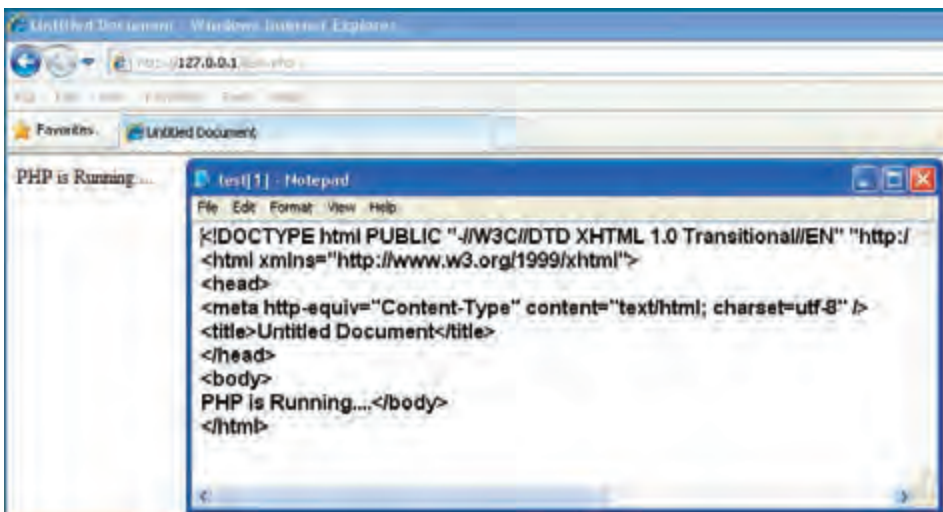 Untitled Document - Windows Internet Explorer
127.0.0.1
Favorites
Untitled Document
PHP is Running....
test[1] - Notepad
File Edit Format View Help
<!DOCTYPE html PUBLIC "-//W3C//DTD XHTML 1.0 Transitional//EN" "http:/
<html xmlns="http://www.w3.org/1999/xhtml">
<head>
<meta http-equiv="Content-Type" content="text/html; charset=utf-8" />
<title>Untitled Document</title>
</head>
<body>
PHP is Running....</body>
</html>